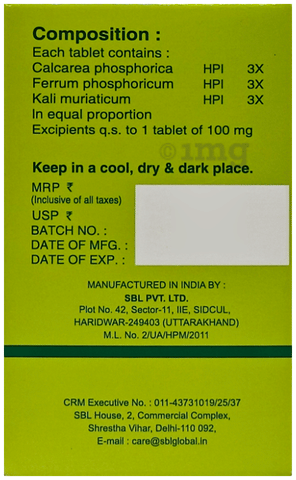 Composition :
Each tablet contains :
Calcarea phosphorica HPI 3X
Ferrum phosphoricum HPI 3X
Kali muriaticum HPI 3X
In equal proportion
Excipients q.s. to 1 tablet of 100 mg
1mg
Keep in a cool, dry & dark place.
MRP ₹
(Inclusive of all taxes)
USP ₹
BATCH NO. :
DATE OF MFG. :
DATE OF EXP. :
MANUFACTURED IN INDIA BY :
SBL PVT. LTD.
Plot No. 42, Sector-11, IIE, SIDCUL,
HARIDWAR-249403 (UTTARAKHAND)
M.L. No. 2/UA/HPM/2011
CRM Executive No. : 011-43731019/25/37
SBL House, 2, Commercial Complex,
Shrestha Vihar, Delhi-110 092,
E-mail : care@sblglobal.in